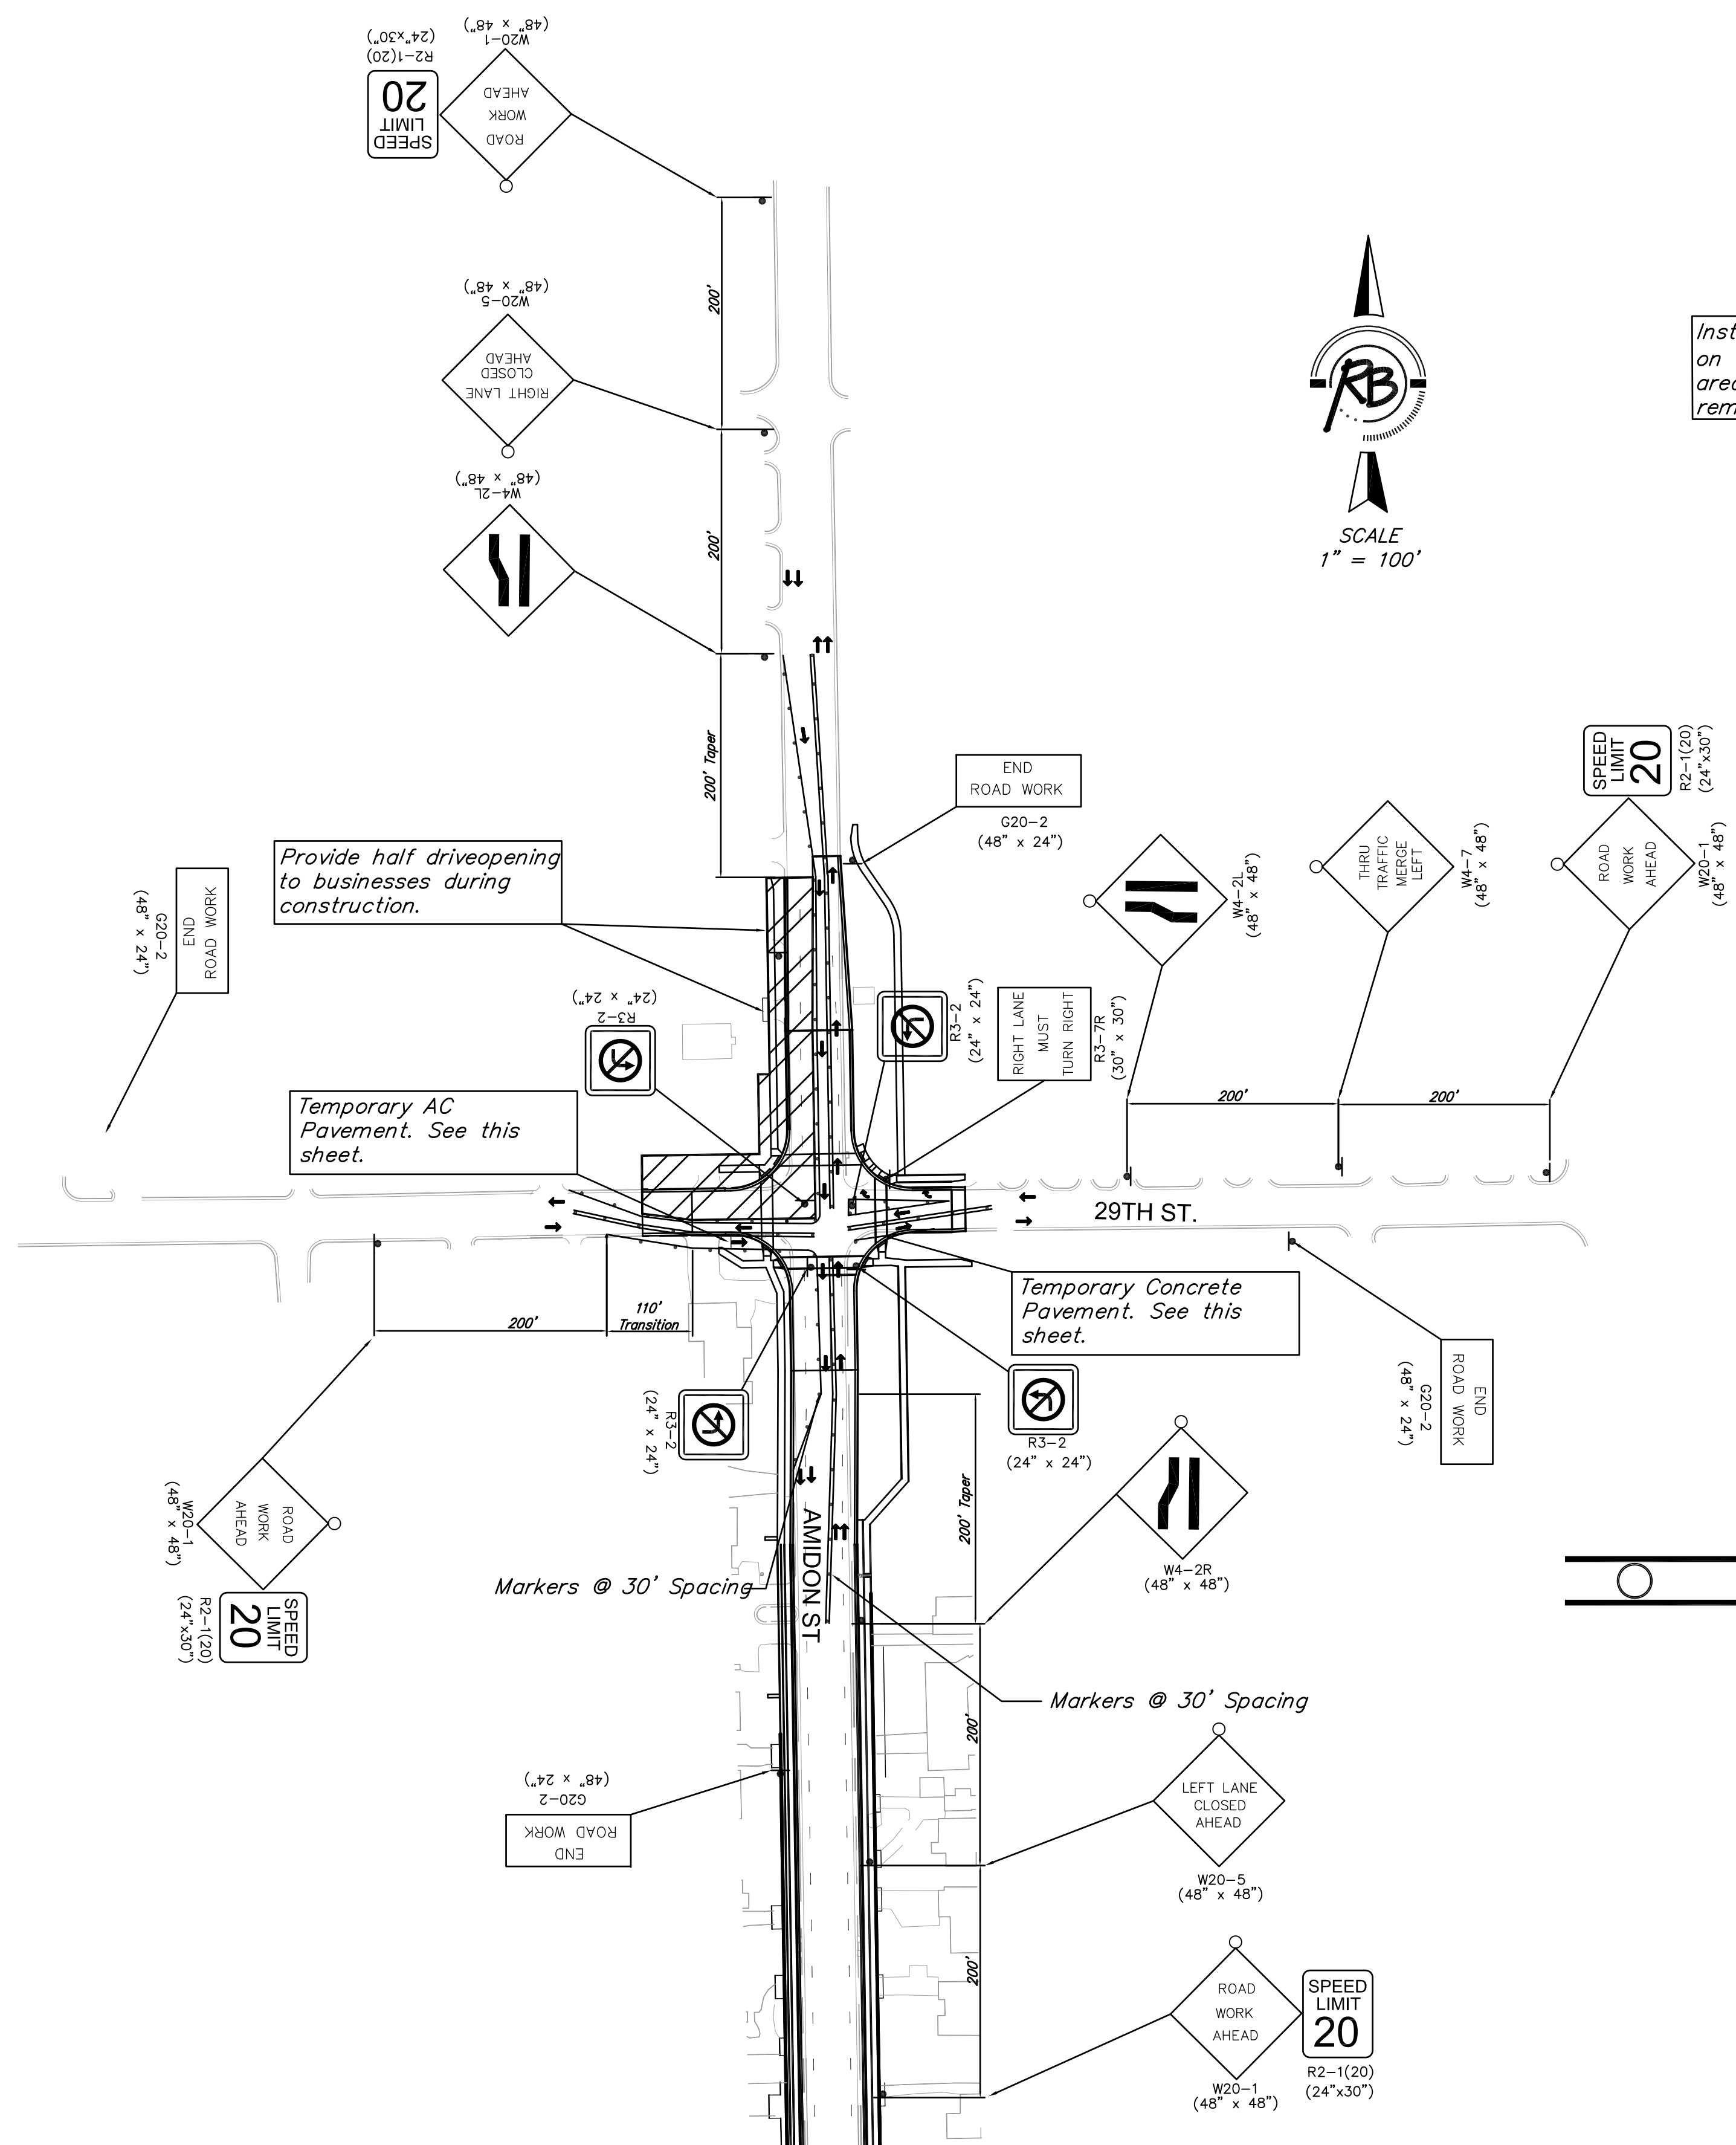 W20-1
(48" x 48")
R2-1(20)
(24"x30")
SPEED
LIMIT
20
ROAD
WORK
AHEAD
200'
W20-5
(48" x 48")
RIGHT LANE
CLOSED
AHEAD
W4-2L
(48" x 48")
200'
200' Taper
RB
SCALE
1" = 100'
Inst
on
area
rem
END
ROAD WORK
G20-2
(48" x 24")
Provide half driveopening
to businesses during
construction.
END
ROAD WORK
G20-2
(48" x 24")
R3-2
(24" x 24")
R3-2
(24" x 24")
RIGHT LANE
MUST
TURN RIGHT
R3-7R
(30" x 30")
W4-2L
(48" x 48")
THRU
TRAFFIC
MERGE
LEFT
W4-7
(48" x 48")
SPEED
LIMIT
20
R2-1(20)
(24"x30")
ROAD
WORK
AHEAD
W20-1
(48" x 48")
200'
200'
Temporary AC
Pavement. See this
sheet.
29TH ST.
200'
110'
Transition
Temporary Concrete
Pavement. See this
sheet.
R3-2
(24" x 24")
R3-2
(24" x 24")
END
ROAD WORK
G20-2
(48" x 24")
200' Taper
W4-2R
(48" x 48")
ROAD
WORK
AHEAD
W20-1
(48" x 48")
SPEED
LIMIT
20
R2-1(20)
(24"x30")
AMIDON ST
Markers @ 30' Spacing
Markers @ 30' Spacing
200'
G20-2
(48" x 24")
END
ROAD WORK
LEFT LANE
CLOSED
AHEAD
W20-5
(48" x 48")
200'
ROAD
WORK
AHEAD
W20-1
(48" x 48")
SPEED
LIMIT
20
R2-1(20)
(24"x30")